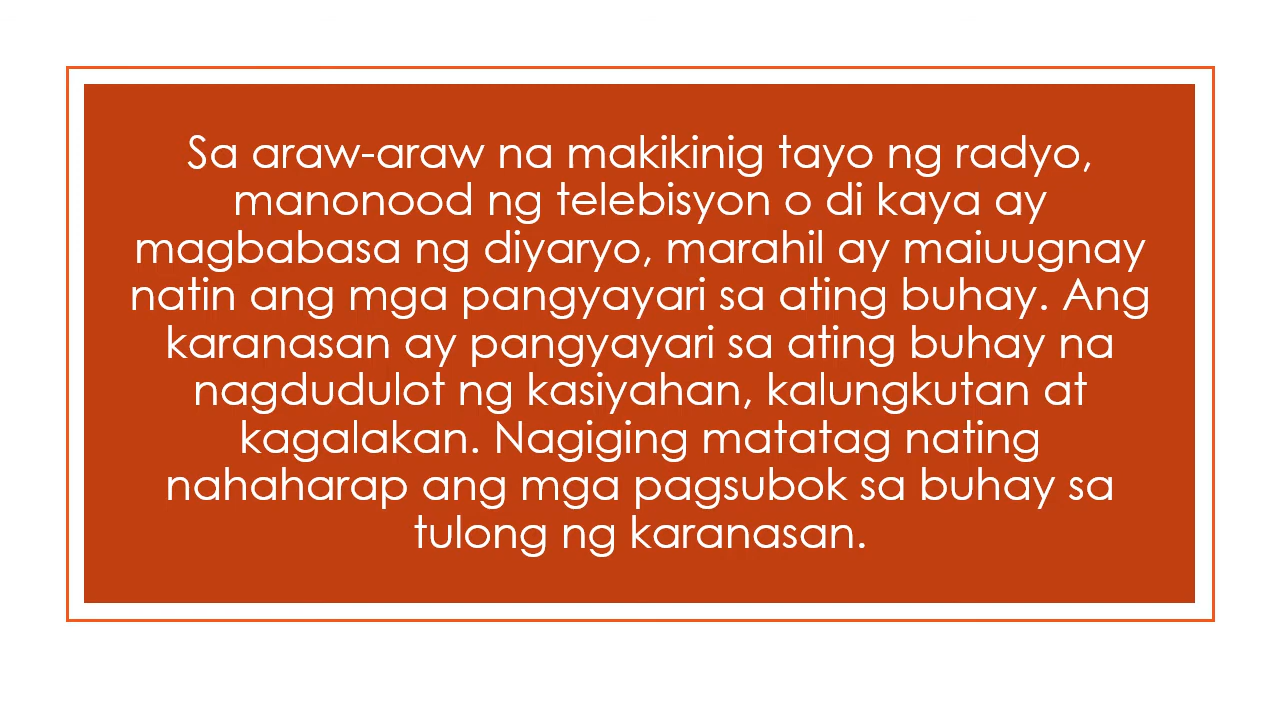 Sa araw-araw na makikinig tayo ng radyo,
manonood ng telebisyon o di kaya ay
magbabasa ng diyaryo, marahil ay maiuugnay
natin ang mga pangyayari sa ating buhay. Ang
karanasan ay pangyayari sa ating buhay na
nagdudulot ng kasiyahan, kalungkutan at
kagalakan. Nagiging matatag nating
nahaharap ang mga pagsubok sa buhay sa
tulong ng karanasan.